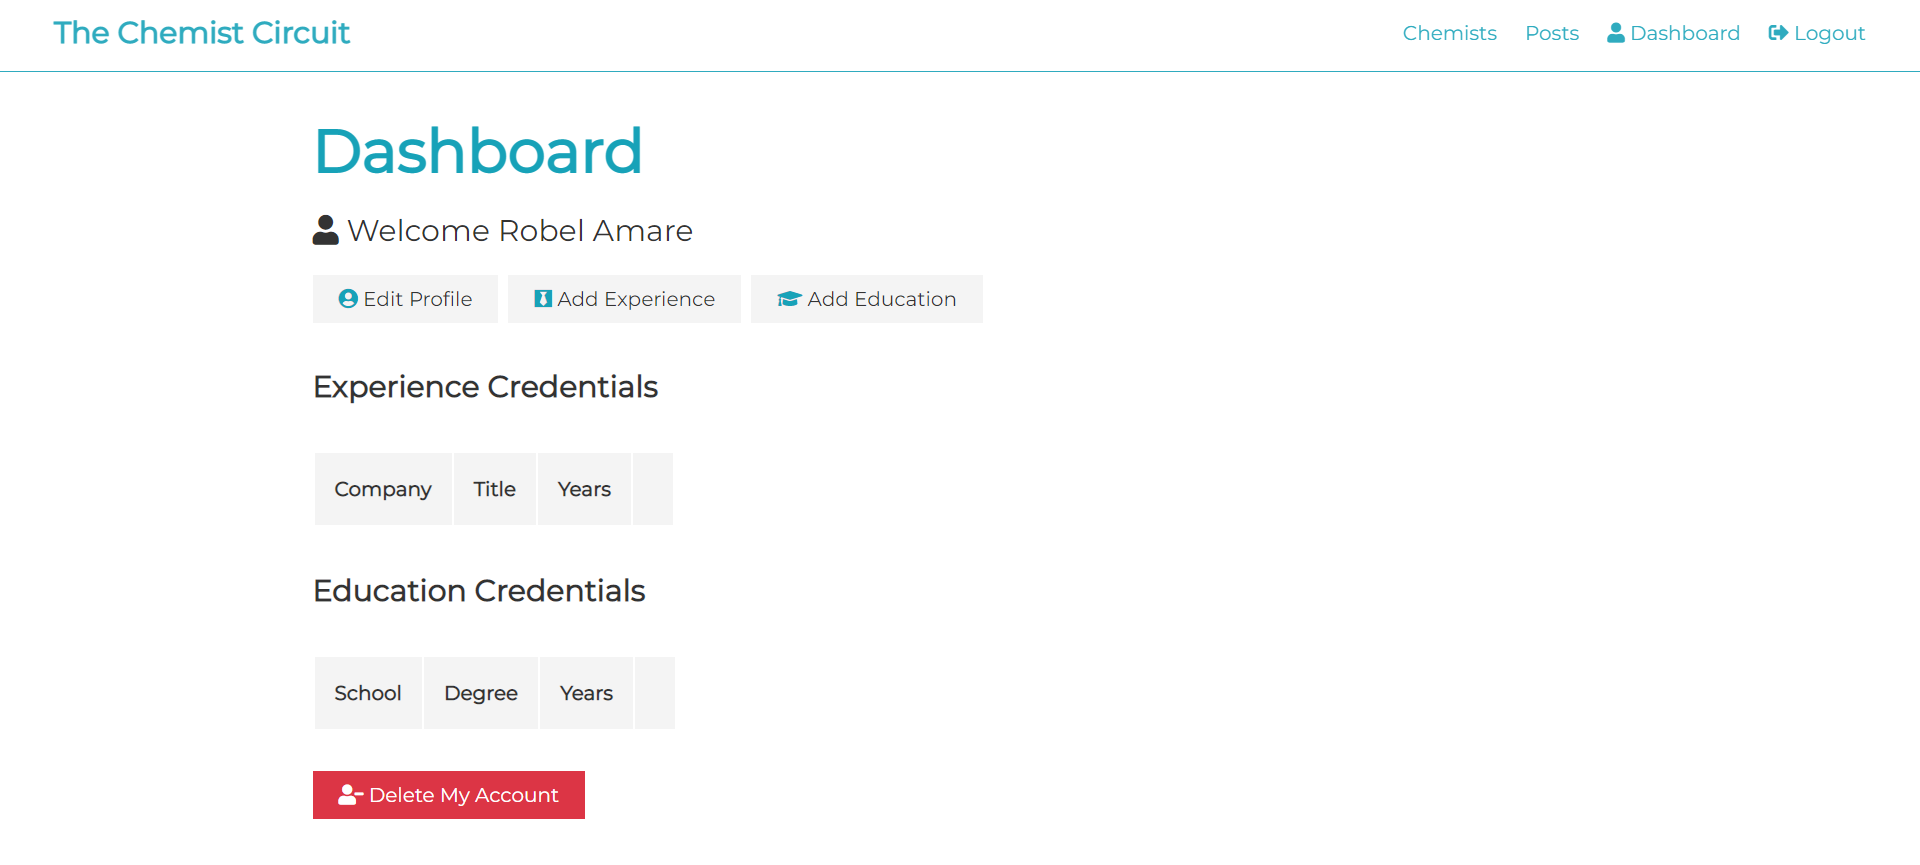 The Chemist Circuit
Chemists Posts Dashboard Logout
Dashboard
Welcome Robel Amare
Edit Profile Add Experience Add Education
Experience Credentials
Company Title Years
Education Credentials
School Degree Years
Delete My Account